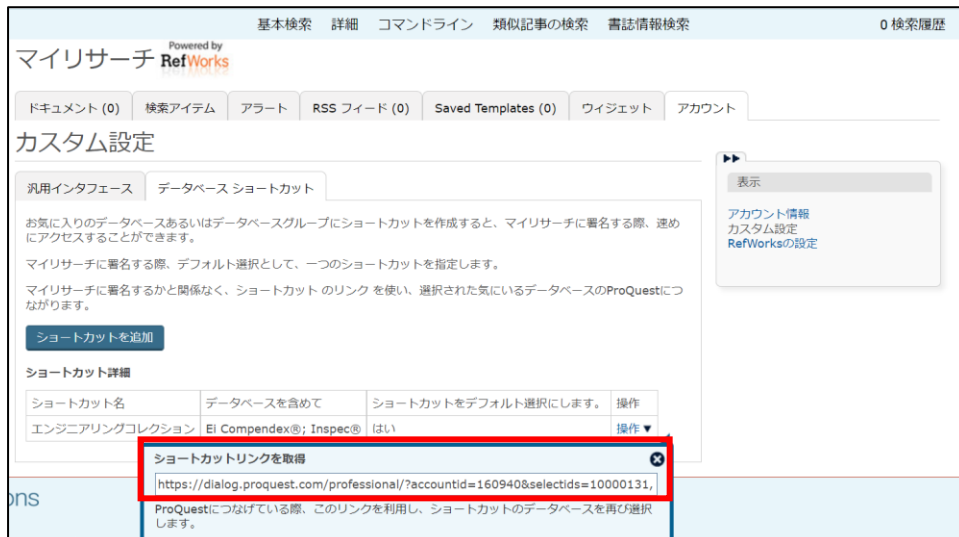 基本検索 詳細 コマンドライン 類似記事の検索 書誌情報検索 0 検索履歴
マイリサーチ Powered by RefWorks
ドキュメント (0) 検索アイテム アラート RSS フィード (0) Saved Templates (0) ウィジェット アカウント
カスタム設定
汎用インタフェース データベース ショートカット
お気に入りのデータベースあるいはデータベースグループにショートカットを作成すると、マイリサーチに署名する際、速め
にアクセスすることができます。
マイリサーチに署名する際、デフォルト選択として、一つのショートカットを指定します。
マイリサーチに署名するかと関係なく、ショートカット のリンク を使い、選択された気にいるデータベースのProQuestにつ
ながります。
ショートカットを追加
ショートカット詳細
ショートカット名 データベースを含めて ショートカットをデフォルト選択にします。 操作
エンジニアリングコレクション Ei Compendex®; Inspec® はい 操作▼
ショートカットリンクを取得
https://dialog.proquest.com/professional/?accountid=160940&selectids=10000131,
ProQuestにつなげている際、このリンクを利用し、ショートカットのデータベースを再び選択
します。
ons
表示
アカウント情報
カスタム設定
RefWorksの設定